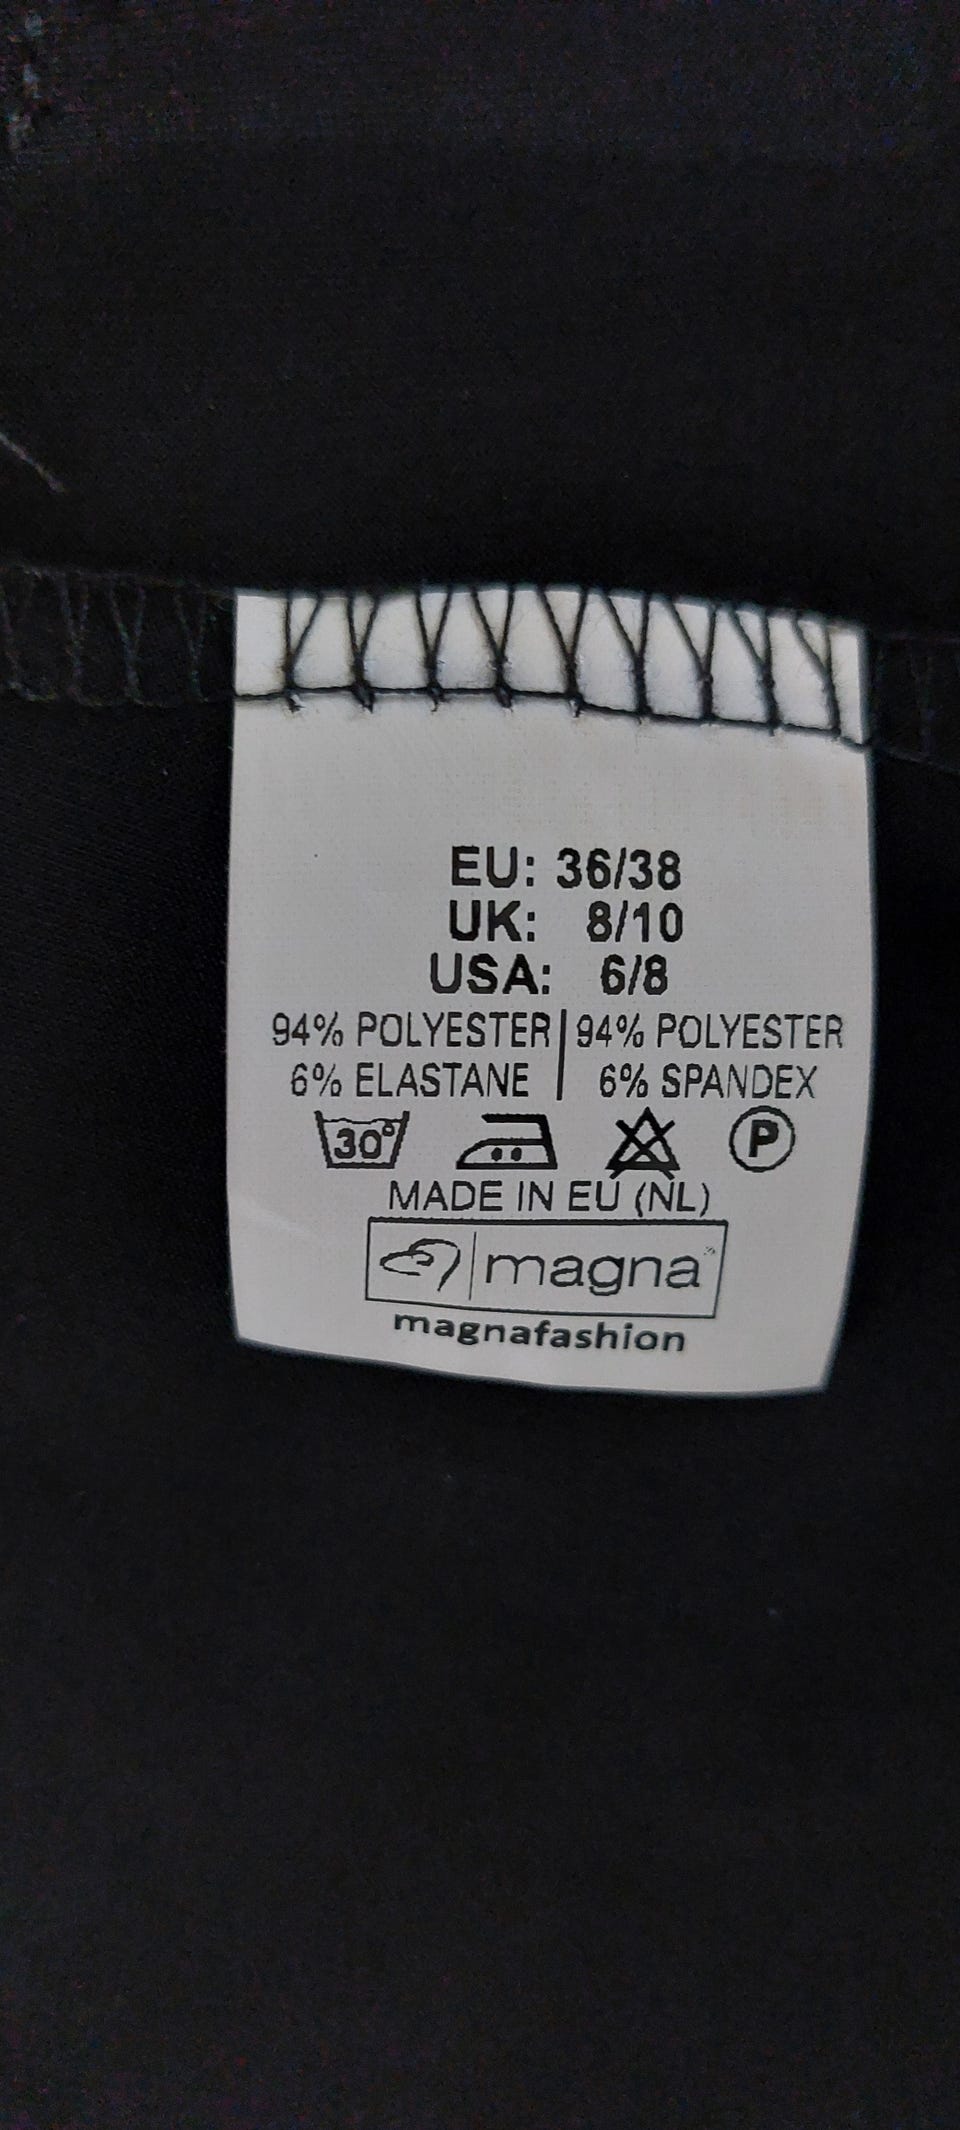 EU: 36/38
UK: 8/10
USA: 6/8
94% POLYESTER | 94% POLYESTER
6% ELASTANE | 6% SPANDEX
30° P
MADE IN EU (NL)
magna
magnafashion